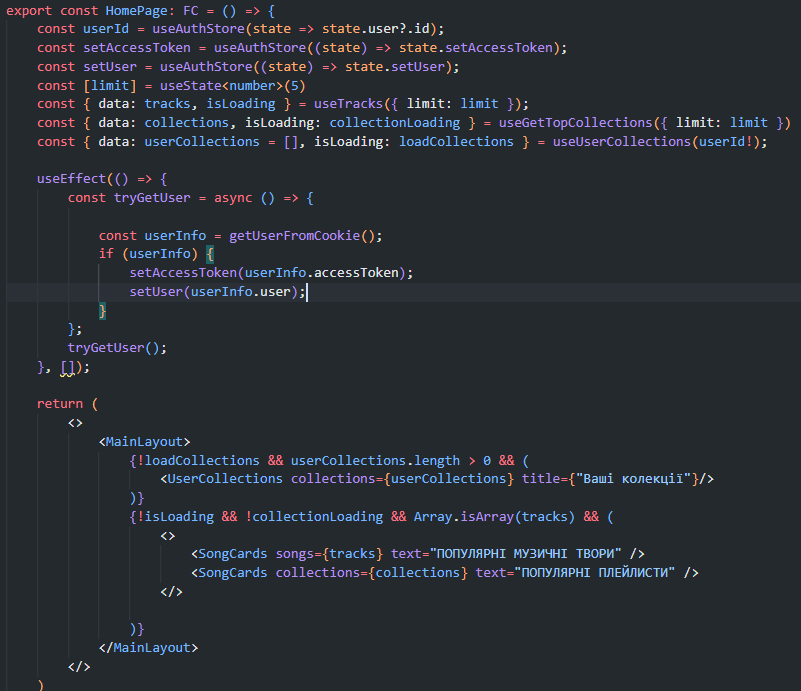 export const HomePage: FC = () => {
    const userId = useAuthStore(state => state.user?.id);
    const setAccessToken = useAuthStore((state) => state.setAccessToken);
    const setUser = useAuthStore((state) => state.setUser);
    const [limit] = useState<number>(5)
    const { data: tracks, isLoading } = useTracks({ limit: limit });
    const { data: collections, isLoading: collectionLoading } = useGetTopCollections({ limit: limit })
    const { data: userCollections = [], isLoading: loadCollections } = useUserCollections(userId!);

    useEffect(() => {
        const tryGetUser = async () => {

            const userInfo = getUserFromCookie();
            if (userInfo) {
                setAccessToken(userInfo.accessToken);
                setUser(userInfo.user);
            }
        };
        tryGetUser();
    }, []);

    return (
        <>
            <MainLayout>
                {!loadCollections && userCollections.length > 0 && (
                    <UserCollections collections={userCollections} title={"Ваші колекції"}/>
                )}
                {!isLoading && !collectionLoading && Array.isArray(tracks) && (
                    <>
                        <SongCards songs={tracks} text="ПОПУЛЯРНІ МУЗИЧНІ ТВОРИ" />
                        <SongCards collections={collections} text="ПОПУЛЯРНІ ПЛЕЙЛИСТИ" />
                    </>

                )}
            </MainLayout>
        </>
    )